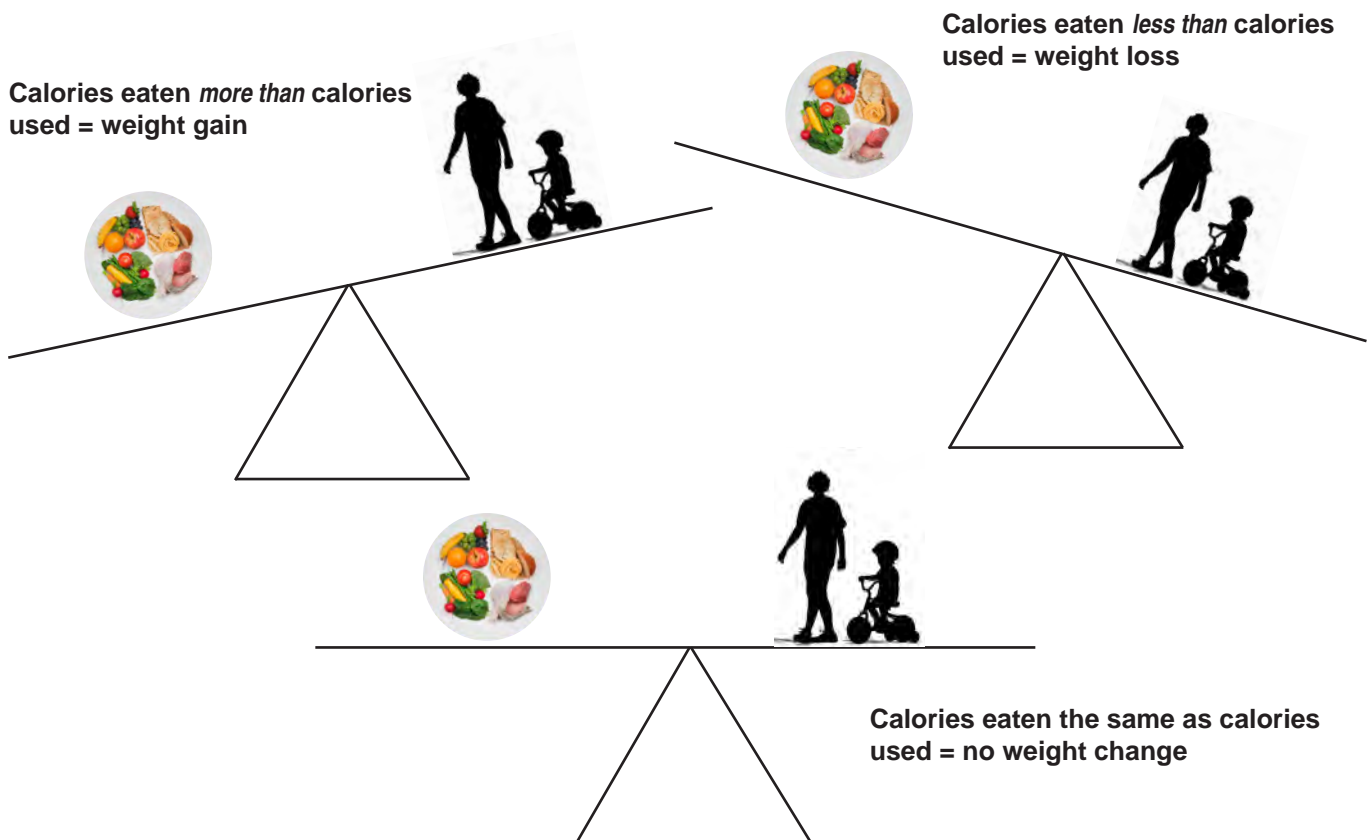 Calories eaten more than calories
used = weight gain
Calories eaten less than calories
used = weight loss
Calories eaten the same as calories
used = no weight change